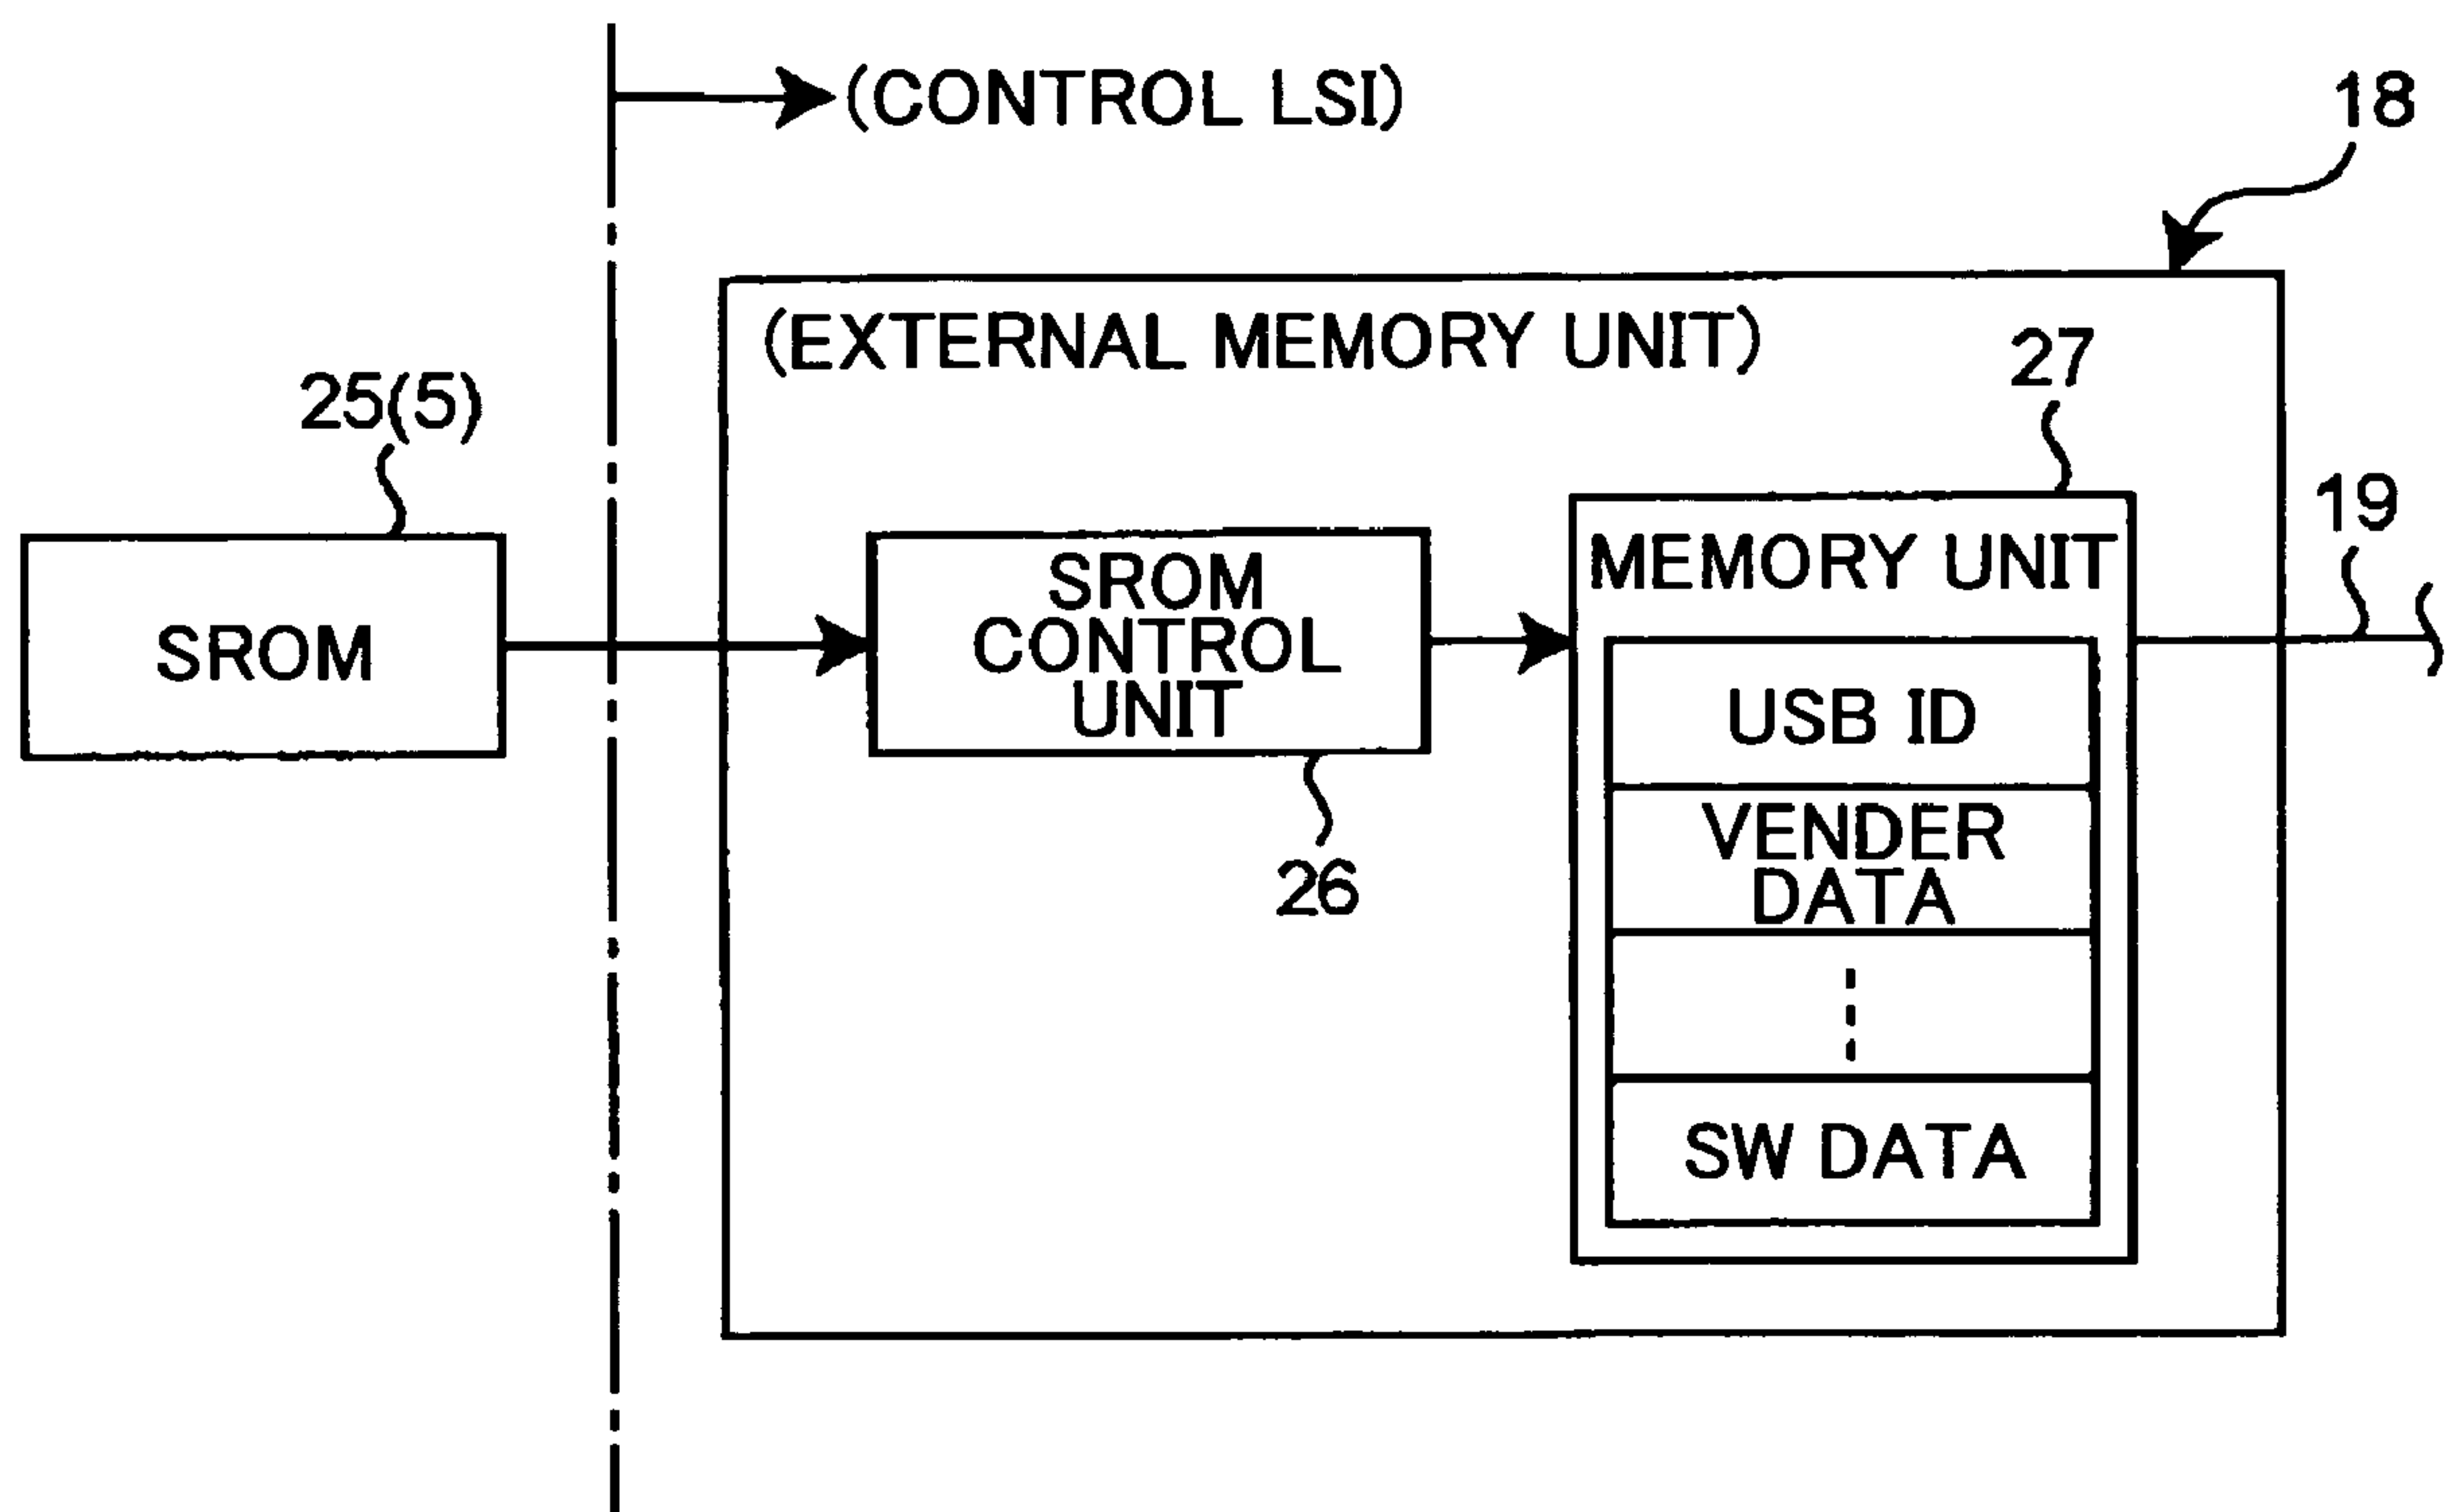 (CONTROL LSI)
18
(EXTERNAL MEMORY UNIT)
27
25(5)
19
SROM
SROM
CONTROL
UNIT
26
MEMORY UNIT
USB ID
VENDER
DATA
SW DATA